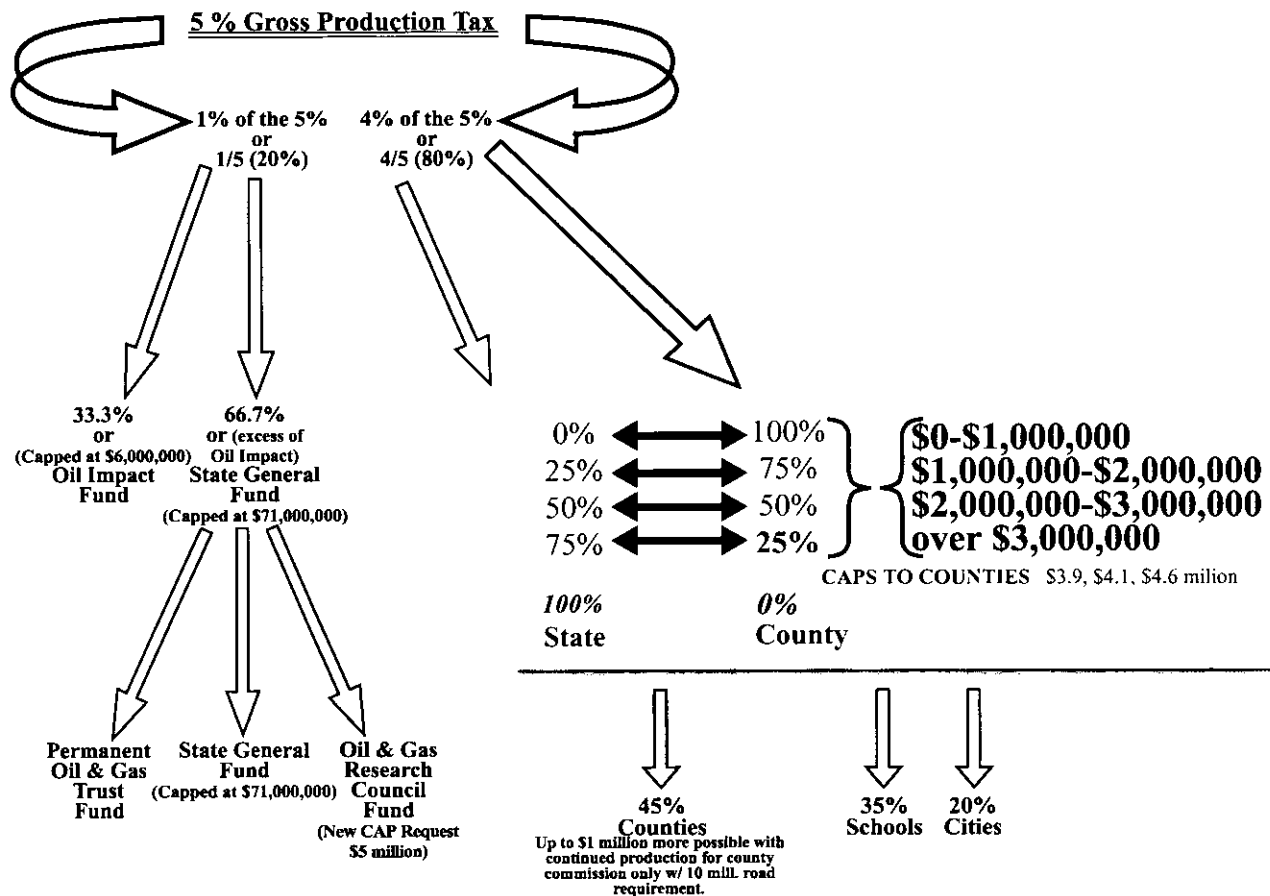 5 % Gross Production Tax
1% of the 5%
or
1/5 (20%)
4% of the 5%
or
4/5 (80%)
33.3%
or
(Capped at $6,000,000)
Oil Impact
Fund
66.7%
or (excess of
Oil Impact)
State General
Fund
(Capped at $71,000,000)
0% 100% $0-$1,000,000
25% 75% $1,000,000-$2,000,000
50% 50% $2,000,000-$3,000,000
75% 25% over $3,000,000
CAPS TO COUNTIES $3.9, $4.1, $4.6 milion
100% 0%
State County
Permanent
Oil & Gas
Trust
Fund
State General
Fund
(Capped at $71,000,000)
Oil & Gas
Research
Council
Fund
(New CAP Request
$5 million)
45%
Counties
Up to $1 million more possible with
continued production for county
commission only w/ 10 mill. road
requirement.
35%
Schools
20%
Cities